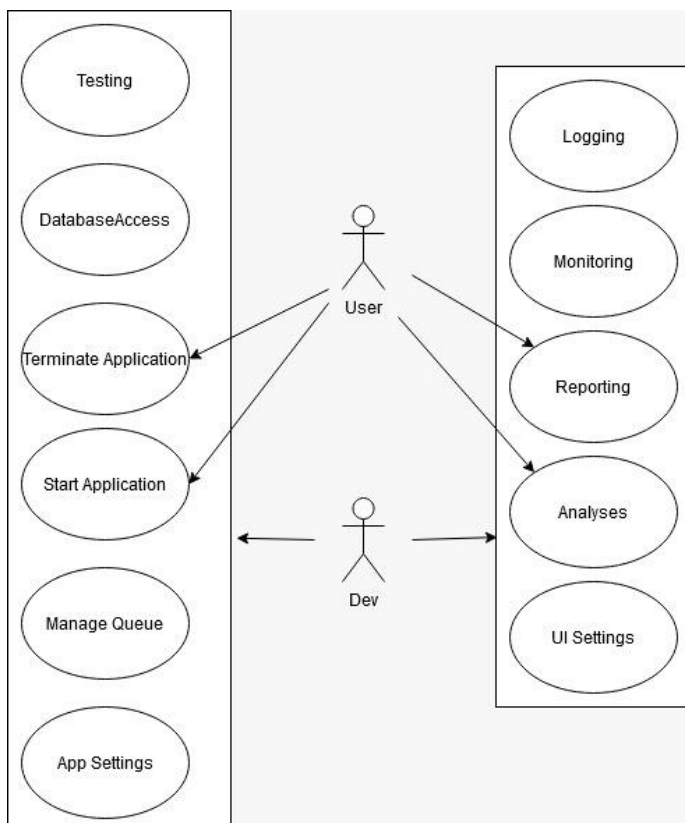 Testing
DatabaseAccess
Terminate Application
Start Application
Manage Queue
App Settings
User
Dev
Logging
Monitoring
Reporting
Analyses
UI Settings